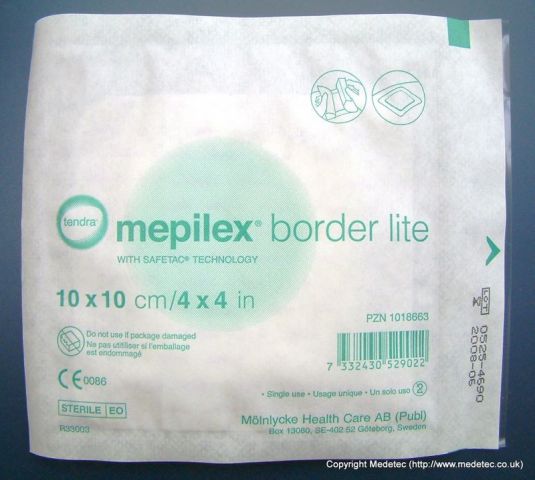 tendra
mepilex® border lite
WITH SAFETAC® TECHNOLOGY
10 x 10 cm/4 x 4 in
PZN 1018663
Do not use if package damaged
Ne pas utiliser si l'emballage
est endommagé
7 332430 529022
CE 0086
• Single use • Usage unique • Un solo uso 2
STERILE EO
Mölnlycke Health Care AB (Publ)
Box 13080, SE-402 52 Göteborg, Sweden
R33003
LOT
0525-4690
2008-06
Copyright Medetec (http://www.medetec.co.uk)